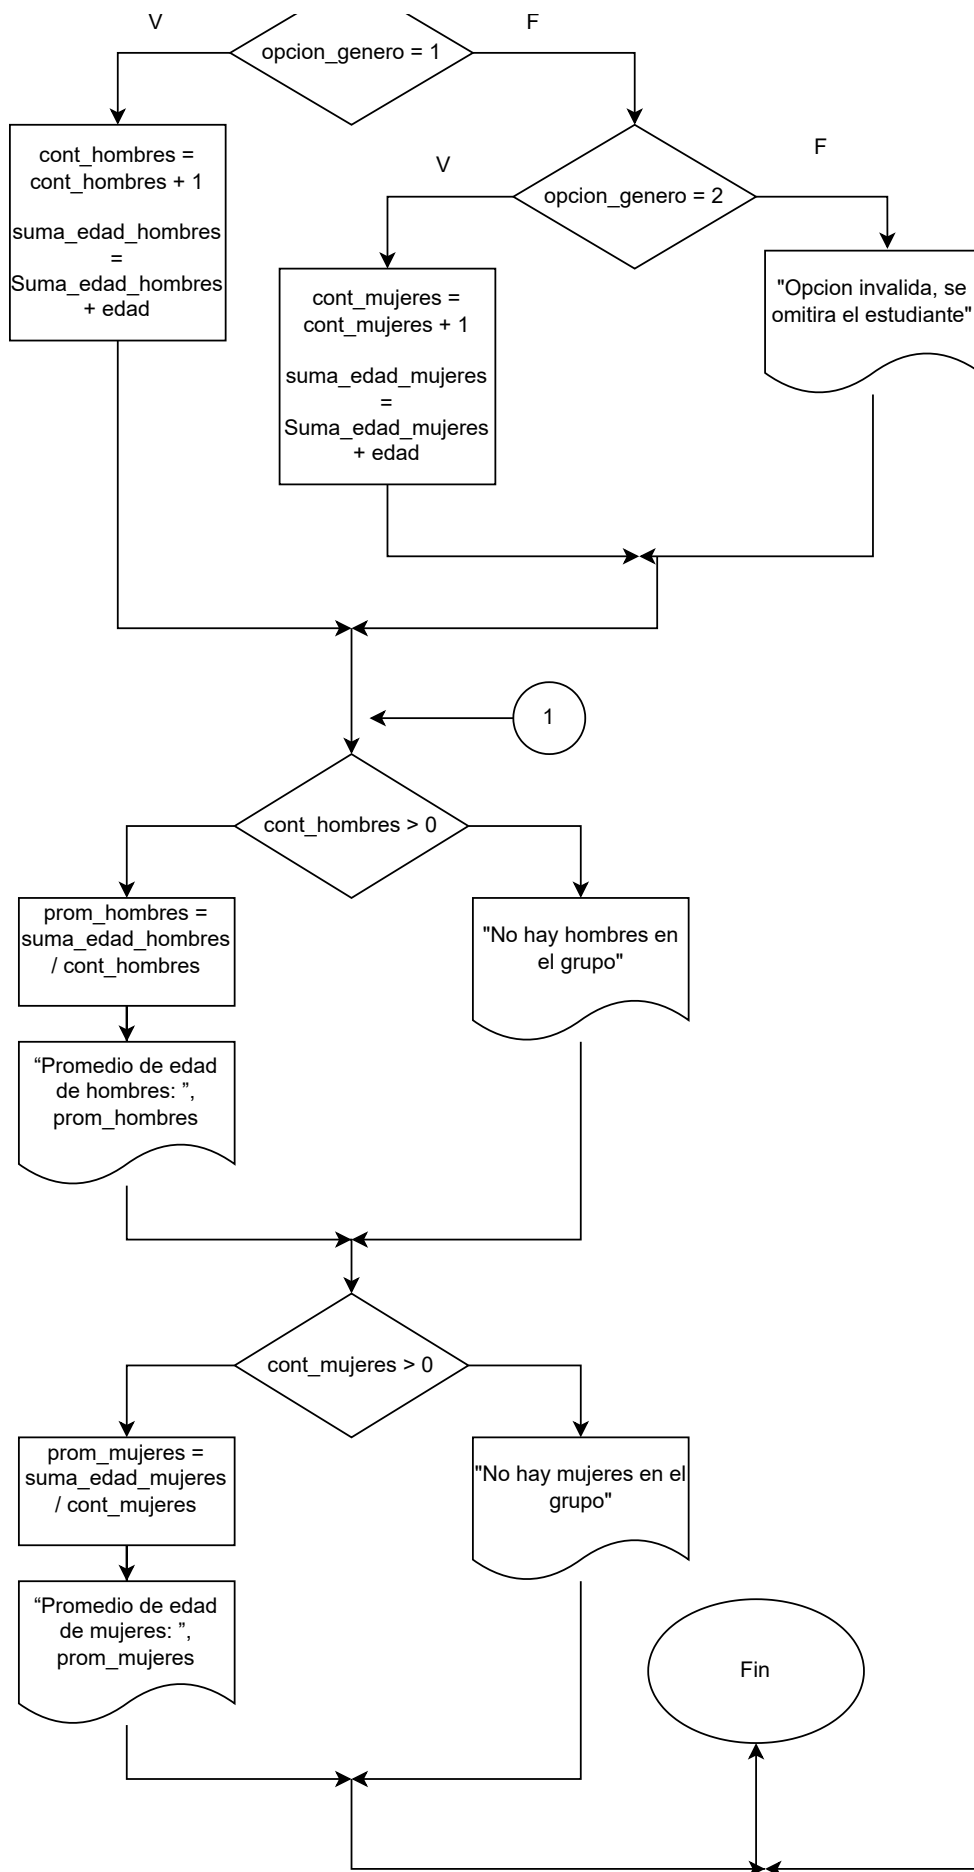 V
F
opcion_genero = 1
cont_hombres =
cont_hombres + 1
suma_edad_hombres
=
Suma_edad_hombres
+ edad
V
F
opcion_genero = 2
cont_mujeres =
cont_mujeres + 1
suma_edad_mujeres
=
Suma_edad_mujeres
+ edad
"Opcion invalida, se
omitira el estudiante"
1
cont_hombres > 0
prom_hombres =
suma_edad_hombres
/ cont_hombres
"No hay hombres en
el grupo"
“Promedio de edad
de hombres: ”,
prom_hombres
cont_mujeres > 0
prom_mujeres =
suma_edad_mujeres
/ cont_mujeres
"No hay mujeres en el
grupo"
“Promedio de edad
de mujeres: ”,
prom_mujeres
Fin